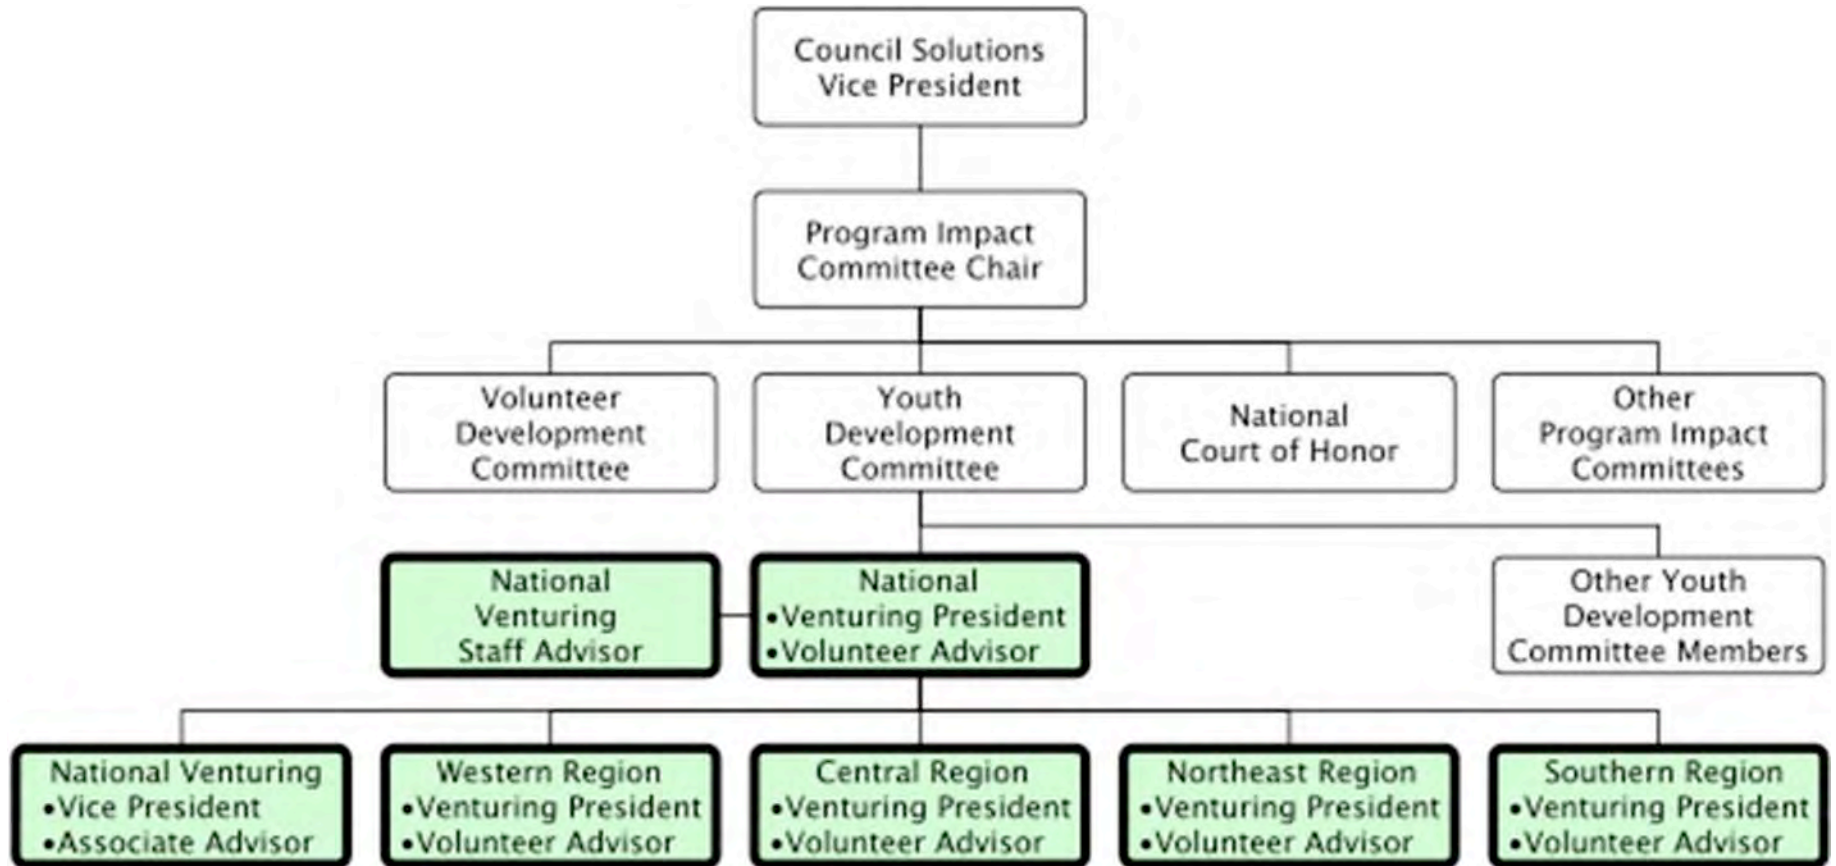 Council Solutions
Vice President
Program Impact
Committee Chair
Volunteer
Development
Committee
Youth
Development
Committee
National
Court of Honor
Other
Program Impact
Committees
National
Venturing
Staff Advisor
National
•Venturing President
•Volunteer Advisor
Other Youth
Development
Committee Members
National Venturing
•Vice President
•Associate Advisor
Western Region
•Venturing President
•Volunteer Advisor
Central Region
•Venturing President
•Volunteer Advisor
Northeast Region
•Venturing President
•Volunteer Advisor
Southern Region
•Venturing President
•Volunteer Advisor